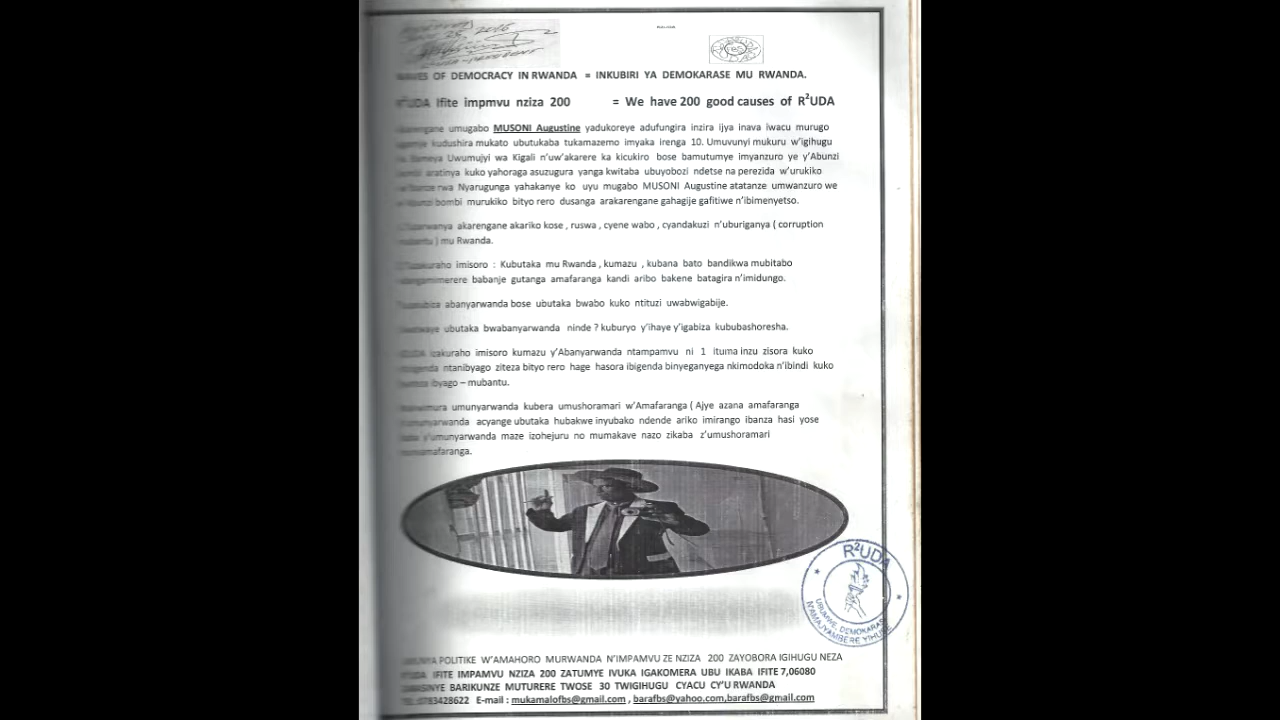 OF DEMOCRACY IN RWANDA = INKUBIRI YA DEMOKARASE MU RWANDA.
R²UDA Ifite impmvu nziza 200 = We have 200 good causes of R²UDA
umugabo MUSONI Augustine yadukoreye adufungira inzira ijya inava iwacu murugo
kudushira mukato ubutukaba tukamazemo imyaka irenga 10. Umuvunyi mukuru w'igihugu
Uwumujyi wa Kigali n'uw'akarere ka kicukiro bose bamutumye imyanzuro ye y'Abunzi
aratinya kuko yahoraga asuzugura yanga kwitaba ubuyobozi ndetse na perezida w'urukiko
rwa Nyarugunga yahakanye ko uyu mugabo MUSONI Augustine atatanze umwanzuro we
bombi murukiko bityo rero dusanga arakarengane gahagije gafitiwe n'ibimenyetso.
akarengane akariko kose , ruswa , cyene wabo , cyandakuzi n'uburiganya ( corruption
) mu Rwanda.
imisoro : Kubutaka mu Rwanda , kumazu , kubana bato bandikwa mubitabo
babanje gutanga amafaranga kandi aribo bakene batagira n'imidungo.
abanyarwanda bose ubutaka bwabo kuko ntituzi uwabwigabije.
ubutaka bwabanyarwanda ninde ? kuburyo y'ihaye y'igabiza kububashoresha.
izakuraho imisoro kumazu y'Abanyarwanda ntampamvu ni 1 ituma inzu zisora kuko
ntanibyago ziteza bityo rero hage hasora ibigenda binyeganyega nkimodoka n'ibindi kuko
ibyago – mubantu.
umunyarwanda kubera umushoramari w'Amafaranga ( Ajye azana amafaranga
acyange ubutaka hubakwe inyubako ndende ariko imirango ibanza hasi yose
y'umunyarwanda maze izohejuru no mumakave nazo zikaba z'umushoramari
R²UDA
UBUMWE, DEMOKARASI
N'AMAJYAMBERE YIHUSE
POLITIKE W'AMAHORO MURWANDA N'IMPAMVU ZE NZIZA 200 ZAYOBORA IGIHUGU NEZA
IFITE IMPAMVU NZIZA 200 ZATUMYE IVUKA IGAKOMERA UBU IKABA IFITE 7,06080
BARIKUNZE MUTURERE TWOSE 30 TWIGIHUGU CYACU CY'U RWANDA
E-mail : mukamalofbs@gmail.com , barafbs@yahoo.com,barafbs@gmail.com